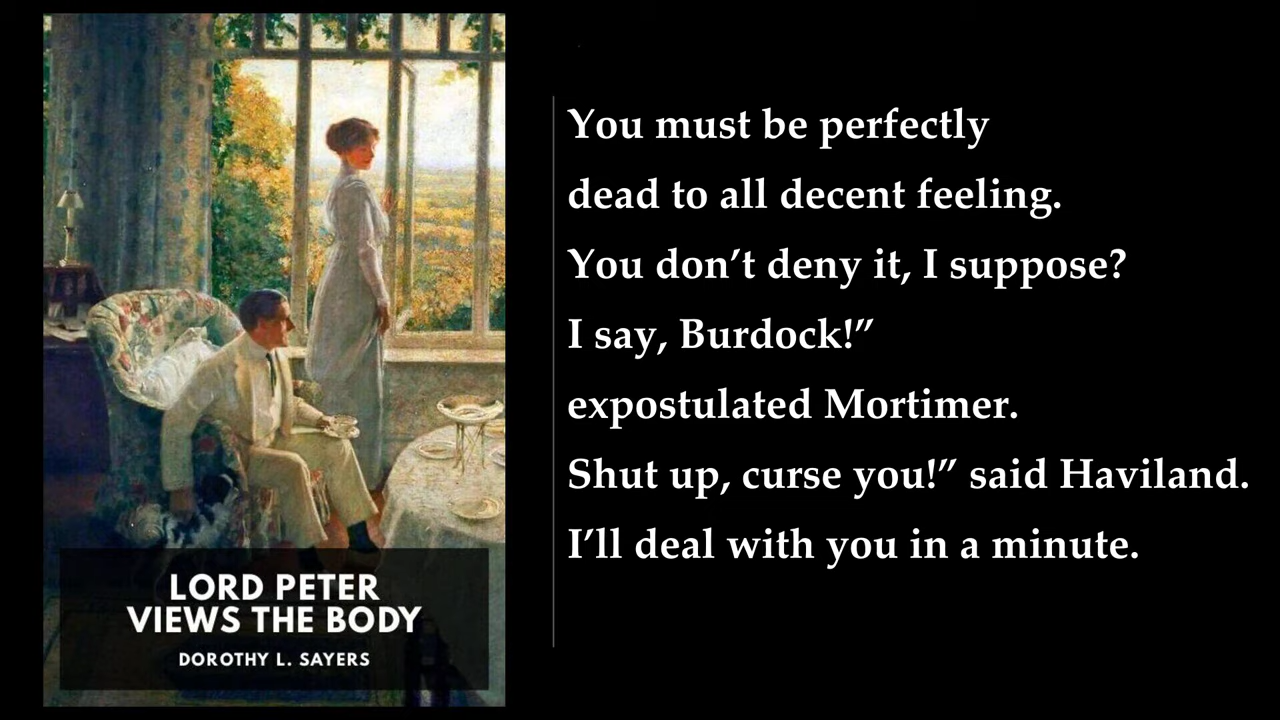 You must be perfectly
dead to all decent feeling.
You don’t deny it, I suppose?
I say, Burdock!”
expostulated Mortimer.
Shut up, curse you!” said Haviland.
I’ll deal with you in a minute.
LORD PETER
VIEWS THE BODY
DOROTHY L. SAYERS